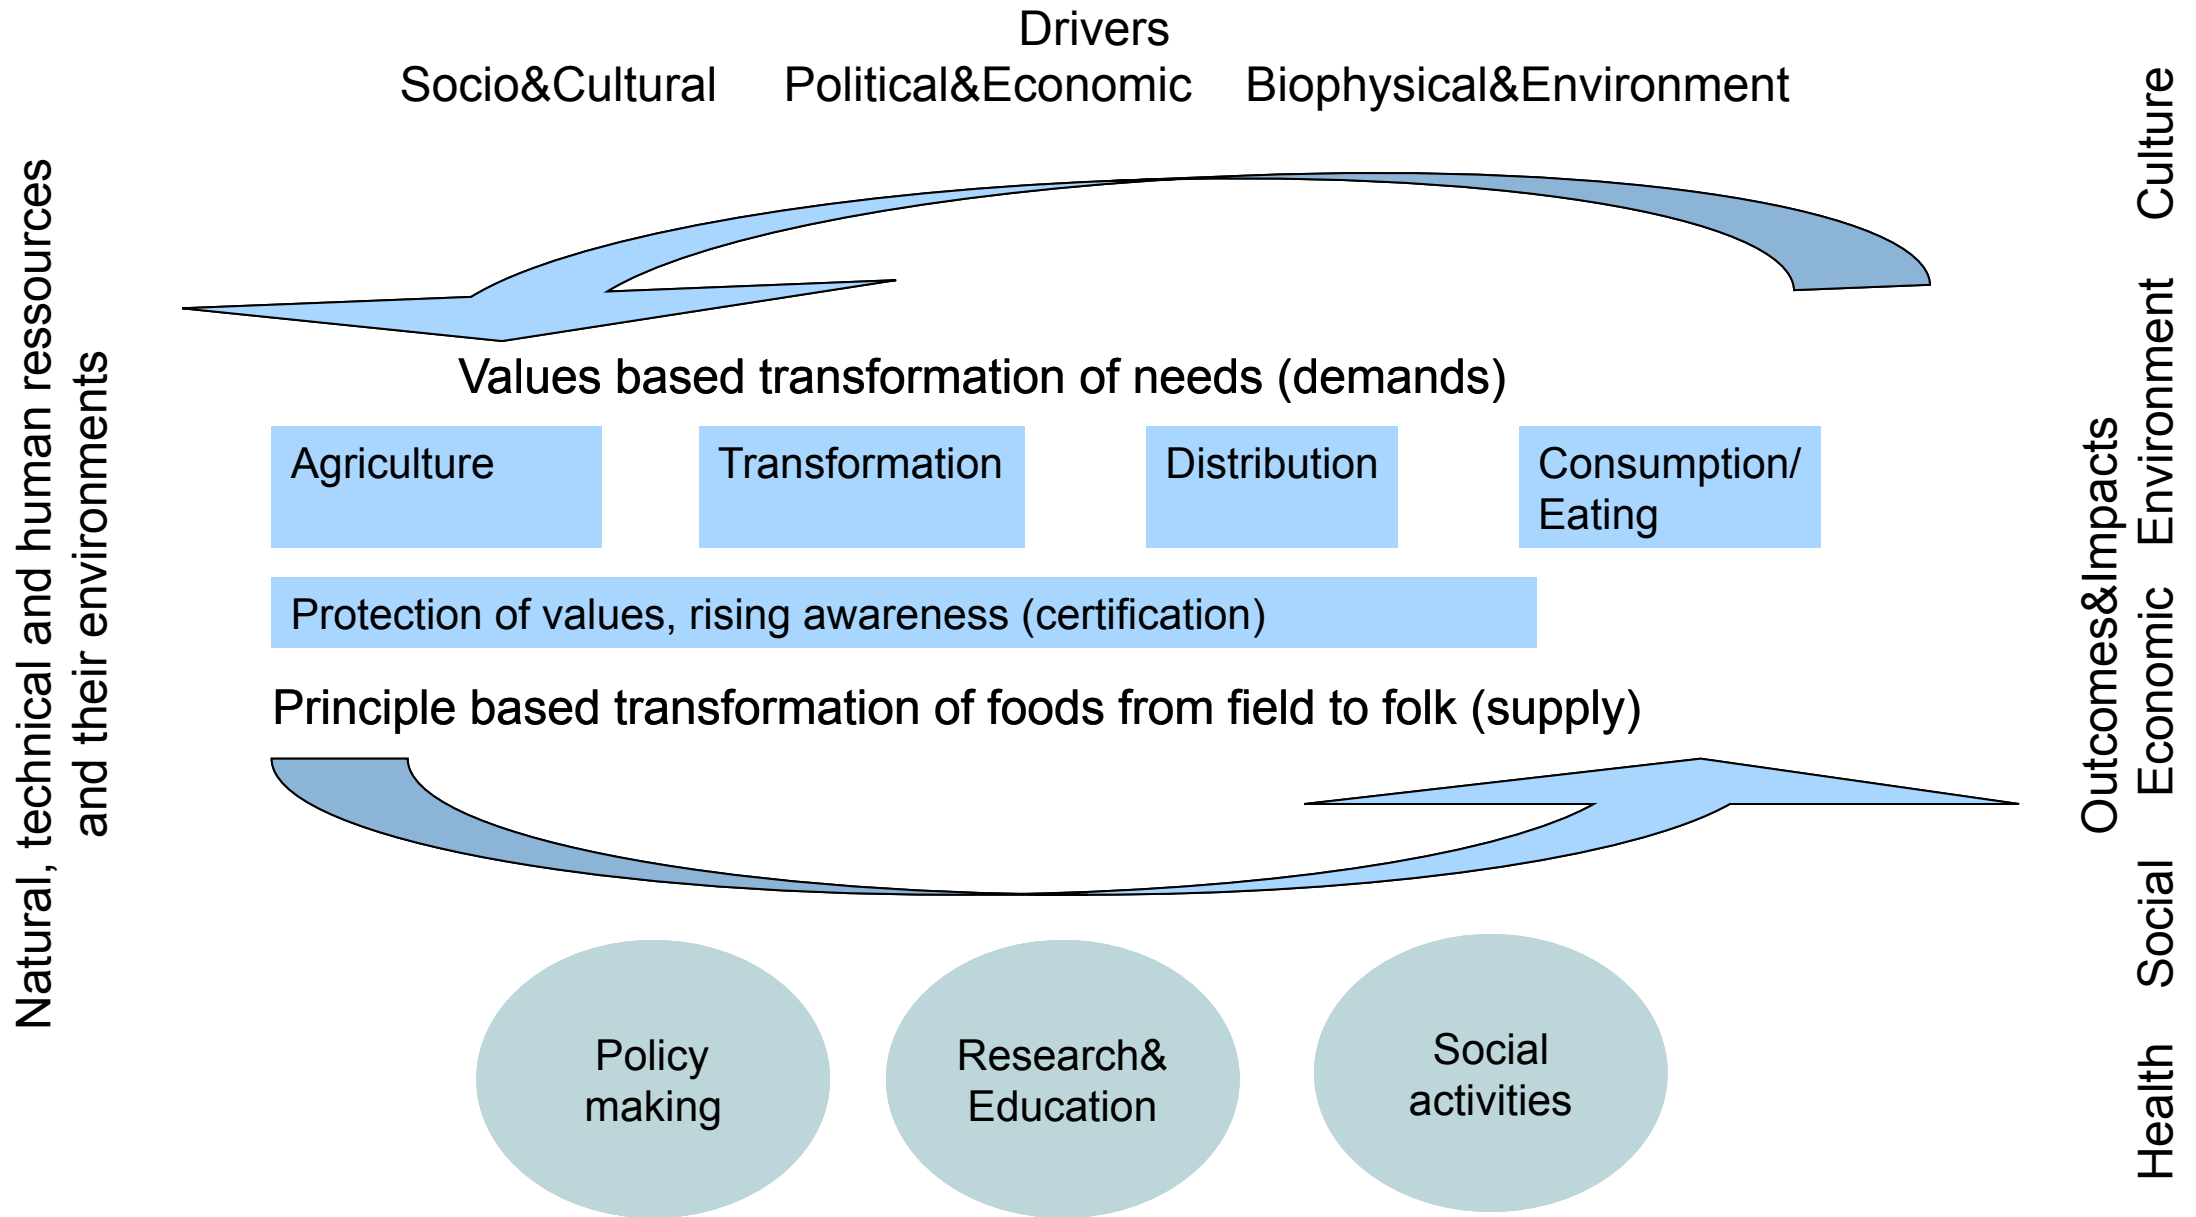 Drivers
Socio&Cultural Political&Economic Biophysical&Environment
Natural, technical and human ressources
and their environments
Values based transformation of needs (demands)
Agriculture
Transformation
Distribution
Consumption/
Eating
Protection of values, rising awareness (certification)
Principle based transformation of foods from field to folk (supply)
Policy
making
Research&
Education
Social
activities
Outcomes&Impacts
Health Social Economic Environment Culture